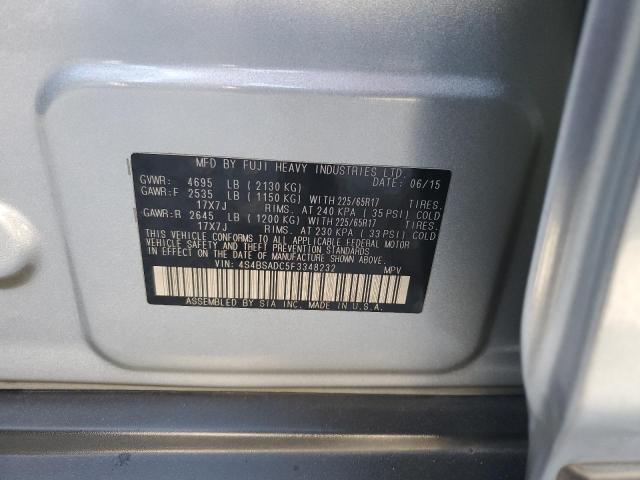 MFD BY FUJI HEAVY INDUSTRIES LTD.
GVWR: 4695 LB (2130 KG) DATE: 06/15
GAWR:F 2535 LB (1150 KG) WITH 225/65R17 TIRES.
17X7J RIMS. AT 240 KPA (35 PSI) COLD
GAWR:R 2645 LB (1200 KG) WITH 225/65R17 TIRES.
17X7J RIMS. AT 230 KPA (33 PSI) COLD
THIS VEHICLE CONFORMS TO ALL APPLICABLE FEDERAL MOTOR
VEHICLE SAFETY AND THEFT PREVENTION STANDARDS
IN EFFECT ON THE DATE OF MANUFACTURE SHOWN ABOVE.
VIN: 4S4BSADC5F3348232 MPV
ASSEMBLED BY SIA INC. MADE IN U.S.A.